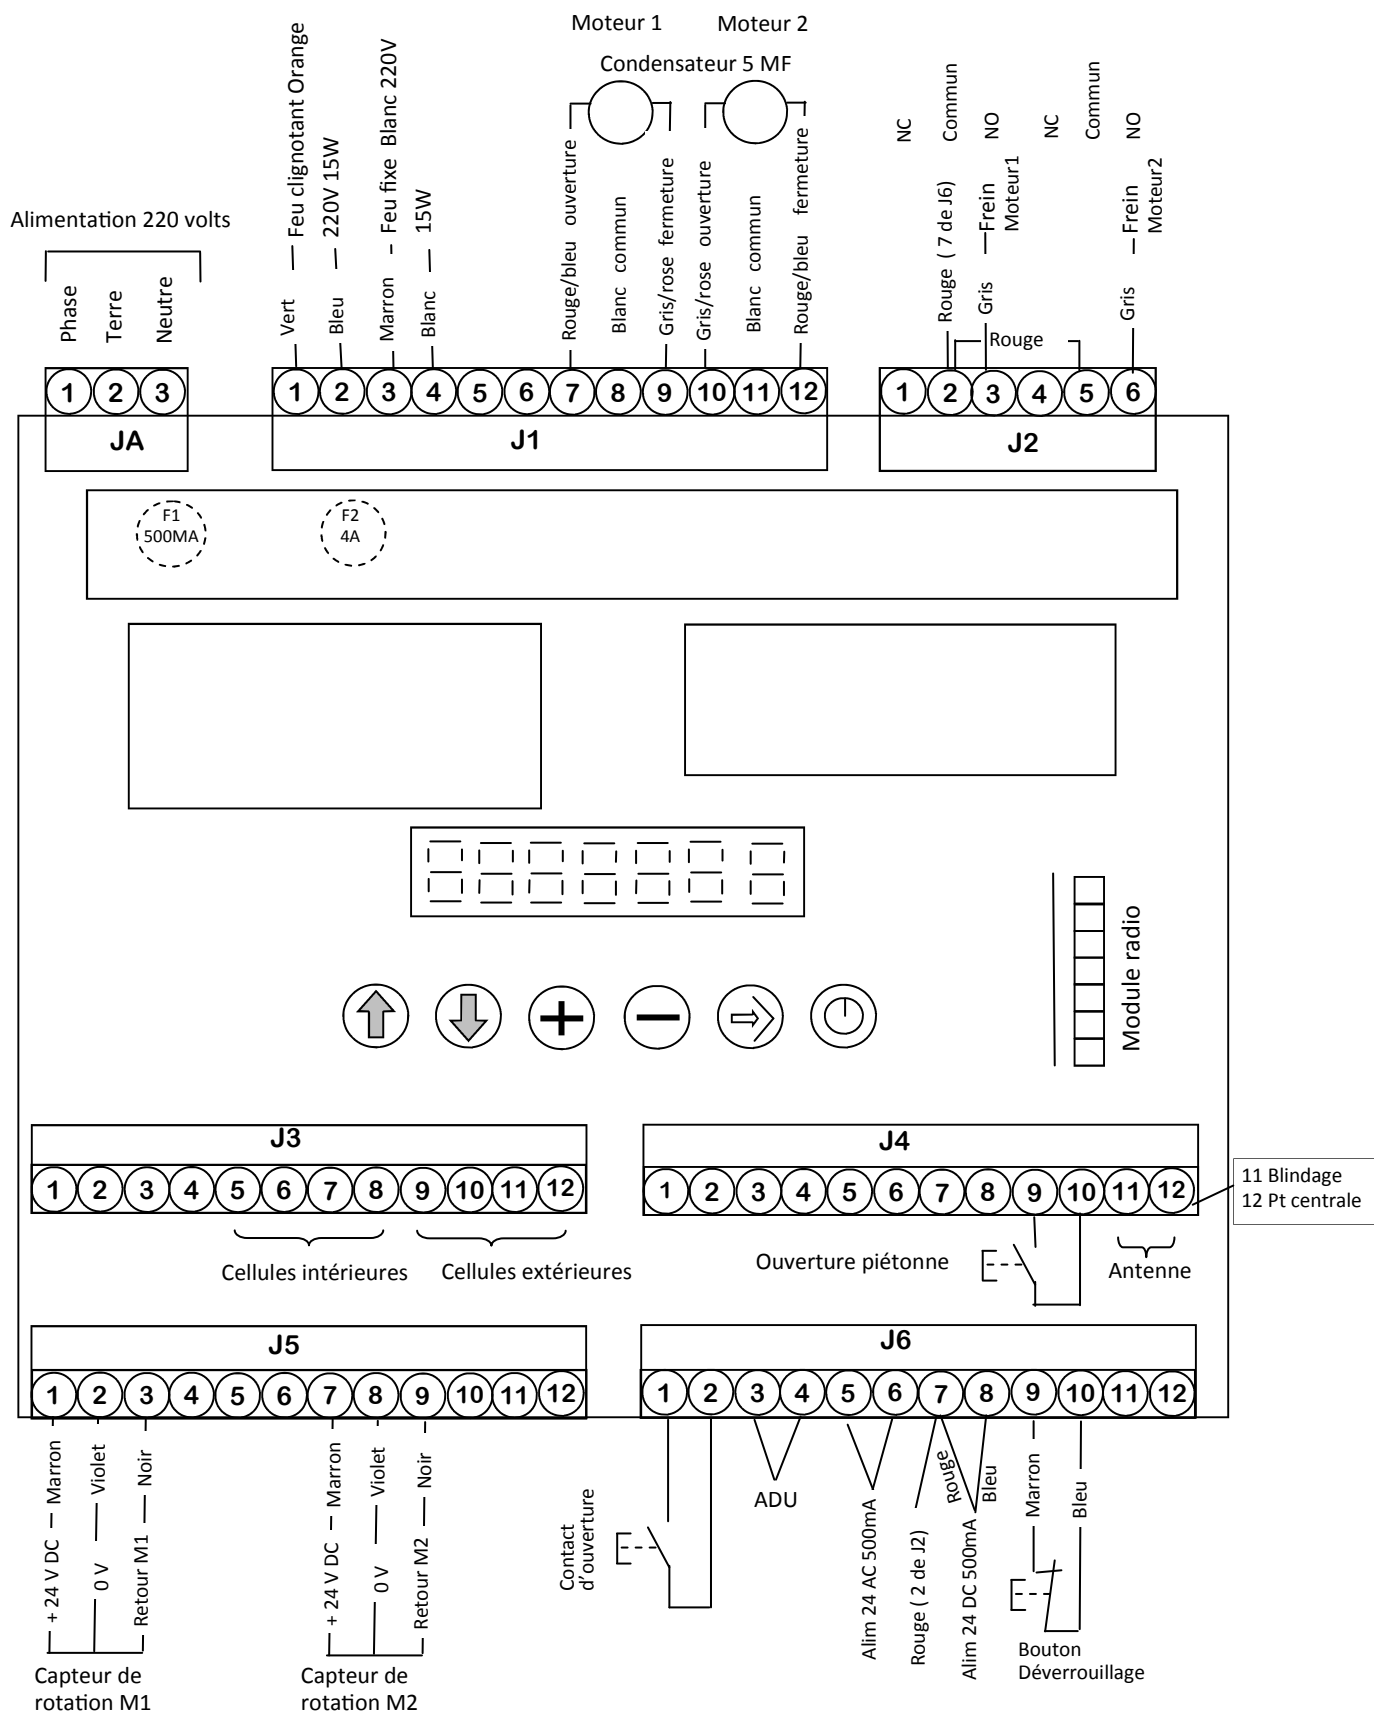 Moteur 1
Moteur 2
Condensateur 5 MF
Alimentation 220 volts
Phase
Terre
Neutre
Vert
Feu clignotant Orange
Bleu
220V 15W
Marron
Feu fixe Blanc 220V
Blanc
15W
Rouge/bleu ouverture
Blanc commun
Gris/rose fermeture
Gris/rose ouverture
Blanc commun
Rouge/bleu fermeture
NC
Commun
NO
NC
Commun
NO
Rouge ( 7 de J6)
Gris
Frein
Moteur1
Rouge
Gris
Frein
Moteur2
1 2 3
JA
1 2 3 4 5 6 7 8 9 10 11 12
J1
1 2 3 4 5 6
J2
F1
500MA
F2
4A
Module radio
J3
1 2 3 4 5 6 7 8 9 10 11 12
Cellules intérieures
Cellules extérieures
J4
1 2 3 4 5 6 7 8 9 10 11 12
11 Blindage
12 Pt centrale
Ouverture piétonne
Antenne
J5
1 2 3 4 5 6 7 8 9 10 11 12
+ 24 V DC
Marron
0 V
Violet
Retour M1
Noir
Capteur de
rotation M1
+ 24 V DC
Marron
0 V
Violet
Retour M2
Noir
Capteur de
rotation M2
J6
1 2 3 4 5 6 7 8 9 10 11 12
Contact
d'ouverture
ADU
Alim 24 AC 500mA
Rouge ( 2 de J2)
Rouge
Bleu
Alim 24 DC 500mA
Marron
Bleu
Bouton
Déverrouillage